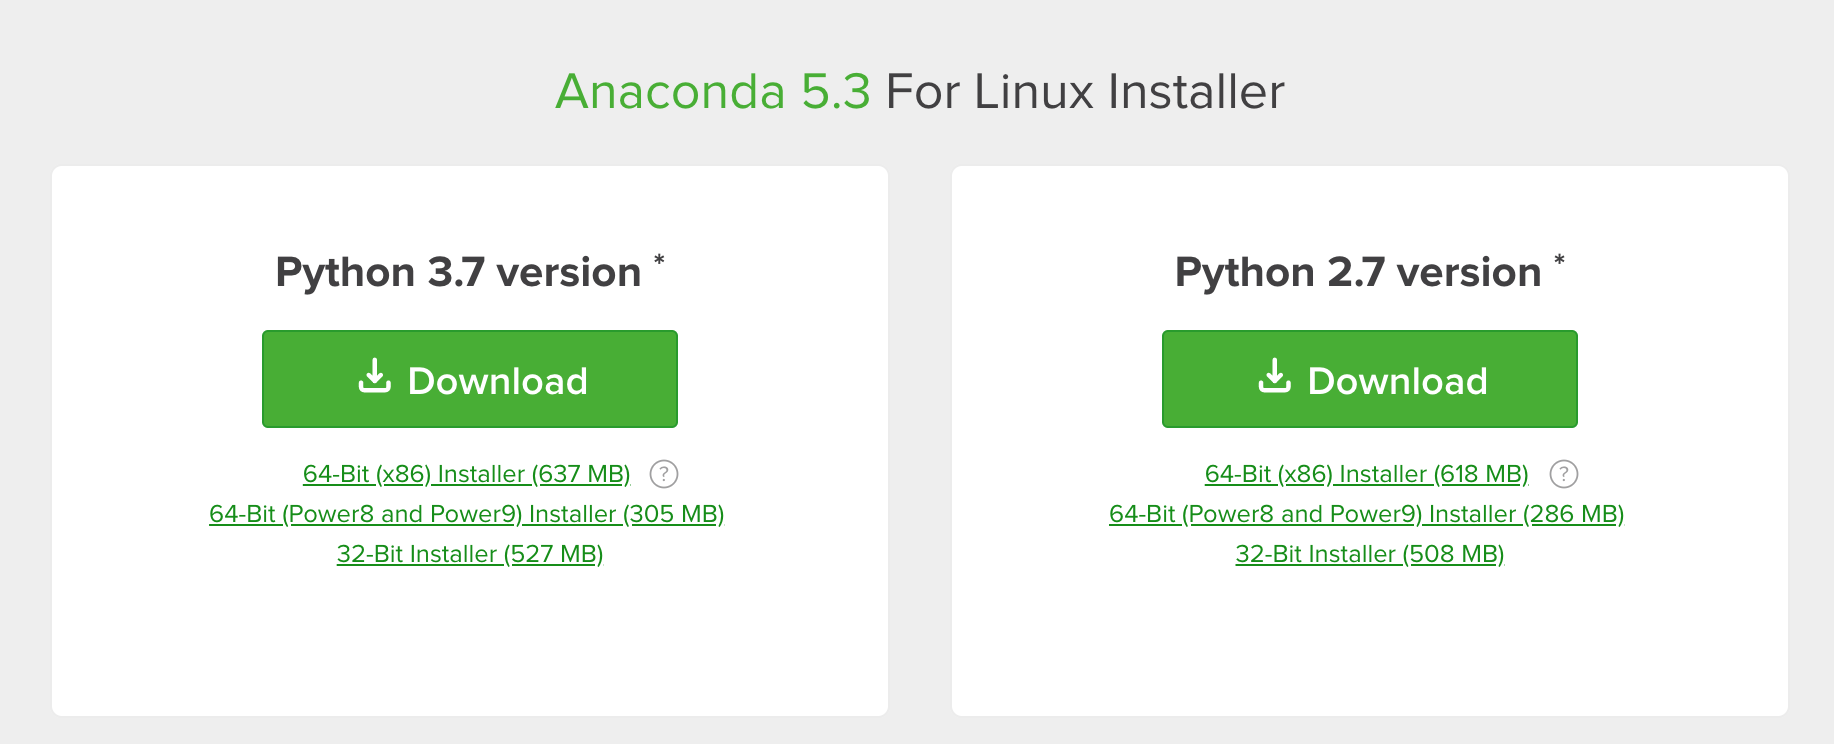 Anaconda 5.3 For Linux Installer
Python 3.7 version *
Download
64-Bit (x86) Installer (637 MB) ?
64-Bit (Power8 and Power9) Installer (305 MB)
32-Bit Installer (527 MB)
Python 2.7 version *
Download
64-Bit (x86) Installer (618 MB) ?
64-Bit (Power8 and Power9) Installer (286 MB)
32-Bit Installer (508 MB)